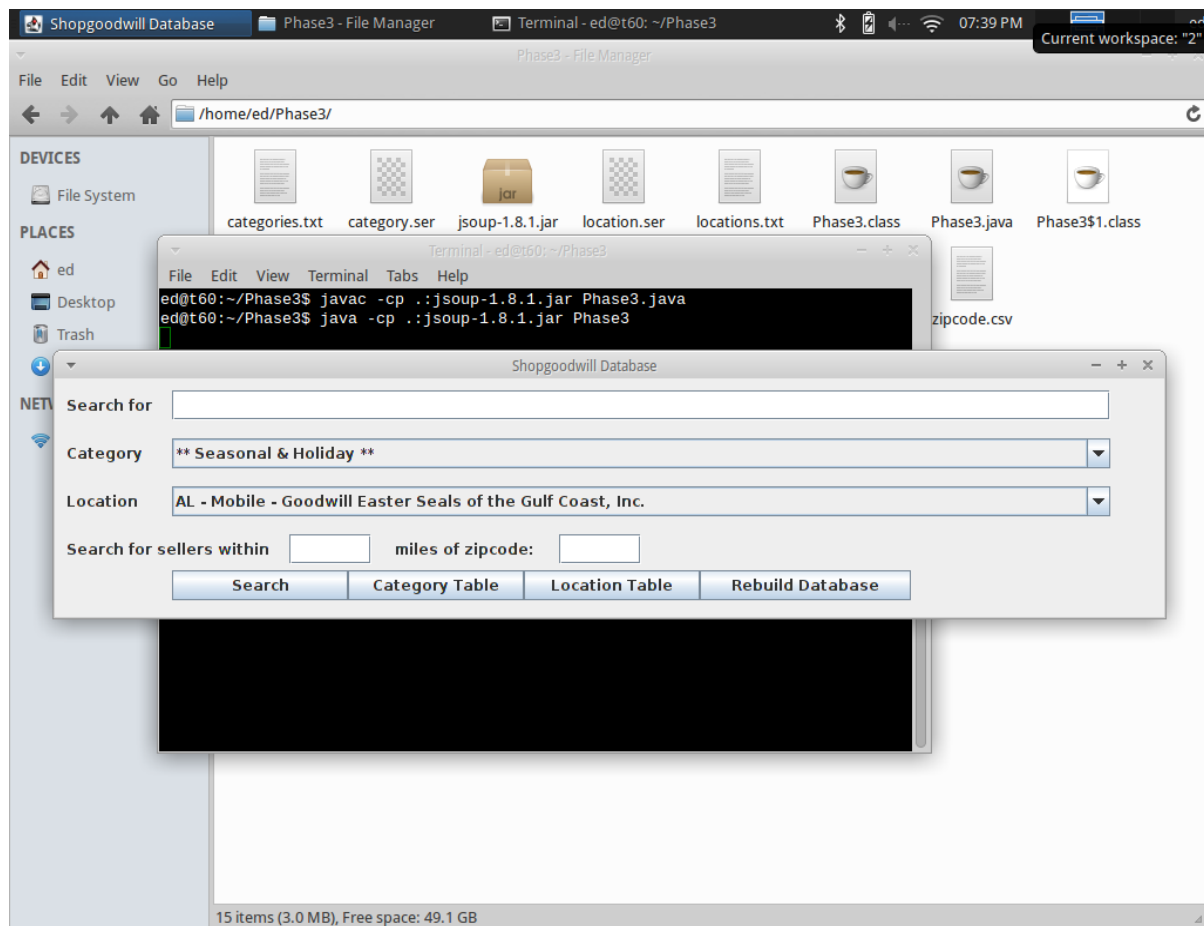 Shopgoodwill Database Phase3 - File Manager Terminal - ed@t60: ~/Phase3 07:39 PM ed
Current workspace: "2"
Phase3 - File Manager
File Edit View Go Help
/home/ed/Phase3/
DEVICES
File System
PLACES
ed
Desktop
Trash
jar
categories.txt category.ser jsoup-1.8.1.jar location.ser locations.txt Phase3.class Phase3.java Phase3$1.class
zipcode.csv
Terminal - ed@t60: ~/Phase3
File Edit View Terminal Tabs Help
ed@t60:~/Phase3$ javac -cp .:jsoup-1.8.1.jar Phase3.java
ed@t60:~/Phase3$ java -cp .:jsoup-1.8.1.jar Phase3
Shopgoodwill Database
Search for
Category ** Seasonal & Holiday **
Location AL - Mobile - Goodwill Easter Seals of the Gulf Coast, Inc.
Search for sellers within miles of zipcode:
Search Category Table Location Table Rebuild Database
15 items (3.0 MB), Free space: 49.1 GB